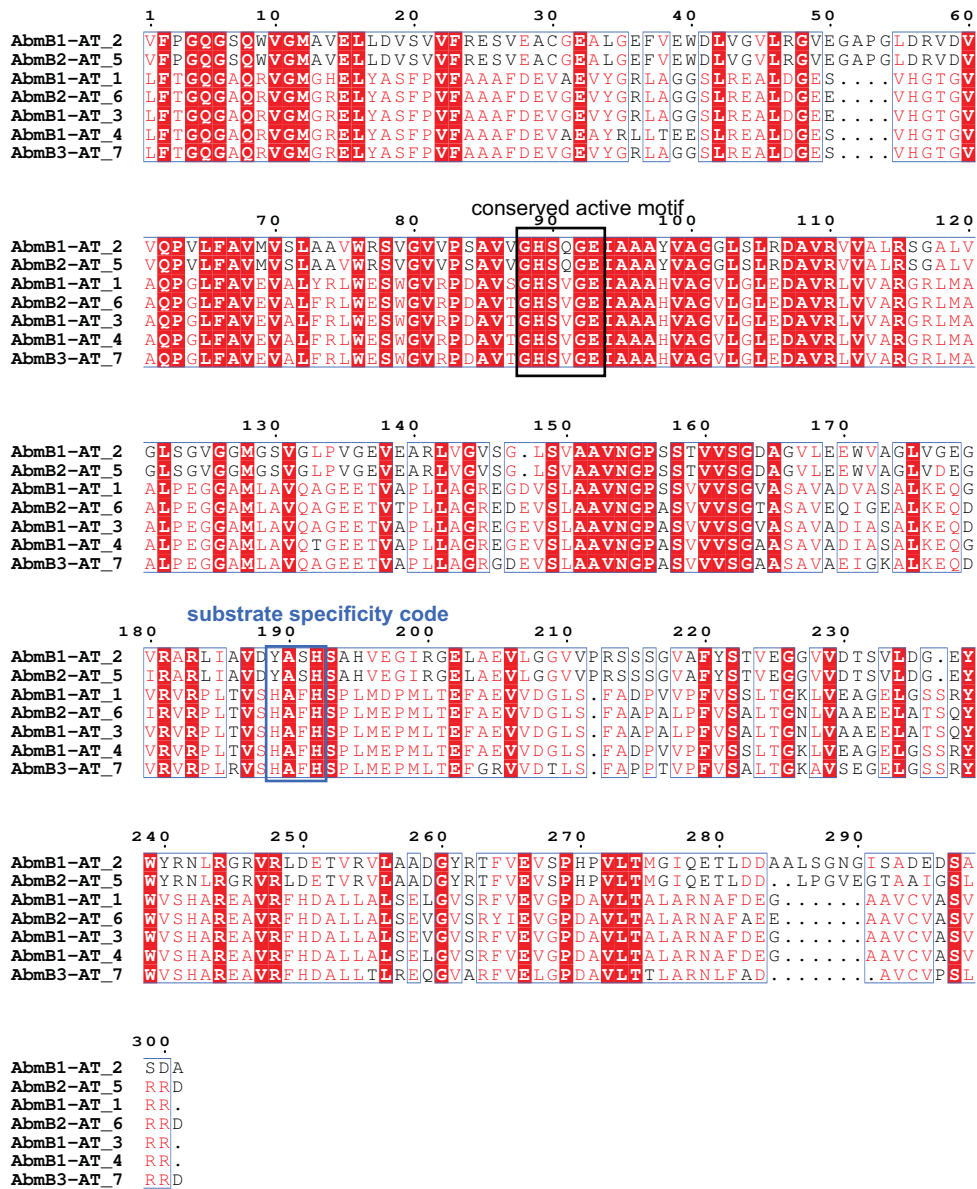 1 10 20 30 40 50 60
AbmB1-AT_2 VFPGQGSQWVGMAVELLDVSVVFRESVEACGEALGEFVEWDLVGVLRGVEGAPGLDRVDV
AbmB2-AT_5 VFPGQGSQWVGMAVELLDVSVVFRESVEACGEALGEFVEWDLVGVLRGVEGAPGLDRVDV
AbmB1-AT_1 LFTGQGAQRVGMGHELYASFPVFAAAFDEVAEVYGRLAGGSLREALDGES....VHGTGV
AbmB2-AT_6 LFTGQGAQRVGMGRELYASFPVFAAAFDEVGEVYGRLAGGSLREALDGEE....VHGTGV
AbmB1-AT_3 LFTGQGAQRVGMGRELYASFPVFAAAFDEVGEVYGRLAGGSLREALDGES....VHGTGV
AbmB1-AT_4 LFTGQGAQRVGMGRELYASFPVFAAAFDEVAEAYRLLTEESLREALDGES....VHGTGV
AbmB3-AT_7 LFTGQGAQRVGMGRELYASFPVFAAAFDEVGEVYGRLAGGSLREALDGES....VHGTGV
conserved active motif
70 80 90 100 110 120
AbmB1-AT_2 VQPVLFAVMVSLAAVWRSVGVVPSAVVGHSQGEIAAAYVAGGLSLRDAVRVVALRSGALV
AbmB2-AT_5 VQPVLFAVMVSLAAVWRSVGVVPSAVVGHSQGEIAAAYVAGGLSLRDAVRVVALRSGALV
AbmB1-AT_1 AQPGLFAVEVALYRLWESWGVRPDAVSGHSVGEIAAAHVAGVLGLEDAVRLVVARGRLMA
AbmB2-AT_6 AQPGLFAVEVALFRLWESWGVRPDAVTGHSVGEIAAAHVAGVLGLEDAVRLVVARGRLMA
AbmB1-AT_3 AQPGLFAVEVALFRLWESWGVRPDAVTGHSVGEIAAAHVAGVLGLEDAVRLVVARGRLMA
AbmB1-AT_4 AQPGLFAVEVALFRLWESWGVRPDAVTGHSVGEIAAAHVAGVLGLEDAVRLVVARGRLMA
AbmB3-AT_7 AQPGLFAVEVALFRLWESWGVRPDAVTGHSVGEIAAAHVAGVLGLEDAVRLVVARGRLMA
130 140 150 160 170
AbmB1-AT_2 GLSGVGGMGSVGLPVGEVEARLVGVSG.LSVAAVNGPSSTVVSGDAGVLEEWVAGLVGEG
AbmB2-AT_5 GLSGVGGMGSVGLPVGEVEARLVGVSG.LSVAAVNGPSSTVVSGDAGVLEEWVAGLVDEG
AbmB1-AT_1 ALPEGGAMLAVQAGEETVAPLLAGREGDVSLAAVNGPSSVVVSGVASAVADVASALKEQG
AbmB2-AT_6 ALPEGGAMLAVQAGEETVTPLLAGREDEVSLAAVNGPASVVVSGTASAVEQIGEALKEQD
AbmB1-AT_3 ALPEGGAMLAVQAGEETVAPLLAGREGEVSLAAVNGPASVVVSGVASAVADIASALKEQD
AbmB1-AT_4 ALPEGGAMLAVQTGEETVAPLLAGREGEVSLAAVNGPASVVVSGAASAVADIASALKEQG
AbmB3-AT_7 ALPEGGAMLAVQAGEETVAPLLAGRGDEVSLAAVNGPASVVVSGAASAVAEIGKALKEQD
substrate specificity code
180 190 200 210 220 230
AbmB1-AT_2 VRARLIAVDYASHSAHVEGIRGELAEVLGGVVPRSSSGVAFYSTVEGGVVDTSVLDG.EY
AbmB2-AT_5 IRARLIAVDYASHSAHVEGIRGELAEVLGGVVPRSSSGVAFYSTVEGGVVDTSVLDG.EY
AbmB1-AT_1 VRVRPLTVSHAFHSPLMDPMLTEFAEVVDGLS.FADPVVPFVSSLTGKLVEAGELGSSRY
AbmB2-AT_6 IRVRPLTVSHAFHSPLMEPMLTEFAEVVDGLS.FAAPALPFVSALTGNLVAAEELATSQY
AbmB1-AT_3 VRVRPLTVSHAFHSPLMEPMLTEFAEVVDGLS.FAAPALPFVSALTGNLVAAEELATSQY
AbmB1-AT_4 VRVRPLTVSHAFHSPLMEPMLTEFAEVVDGLS.FADPVVPFVSSLTGKLVEAGELGSSRY
AbmB3-AT_7 VRVRPLRVSHAFHSPLMEPMLTEFGRVVDTLS.FAPPTVPFVSALTGKAVSEGELGSSRY
240 250 260 270 280 290
AbmB1-AT_2 WYRNLRGRVRLDETVRVLAADGYRTFVEVSPHPVLTMGIQETLDDAALSGNGISADEDSA
AbmB2-AT_5 WYRNLRGRVRLDETVRVLAADGYRTFVEVSPHPVLTMGIQETLDD..LPGVEGTAAIGSL
AbmB1-AT_1 WVSHAREAVRFHDALLALSELGVSRFVEVGPDAVLTALARNAFDEG......AAVCVASV
AbmB2-AT_6 WVSHAREAVRFHDALLALSEVGVSRYIEVGPDAVLTALARNAFAEE......AAVCVASV
AbmB1-AT_3 WVSHAREAVRFHDALLALSEVGVSRFVEVGPDAVLTALARNAFDEG......AAVCVASV
AbmB1-AT_4 WVSHAREAVRFHDALLALSELGVSRFVEVGPDAVLTALARNAFDEG......AAVCVASV
AbmB3-AT_7 WVSHAREAVRFHDALLTLREQGVARFVELGPDAVLTTLARNLFAD.......AAVCVPSL
300
AbmB1-AT_2 SDA
AbmB2-AT_5 RRD
AbmB1-AT_1 RR.
AbmB2-AT_6 RRD
AbmB1-AT_3 RR.
AbmB1-AT_4 RR.
AbmB3-AT_7 RRD